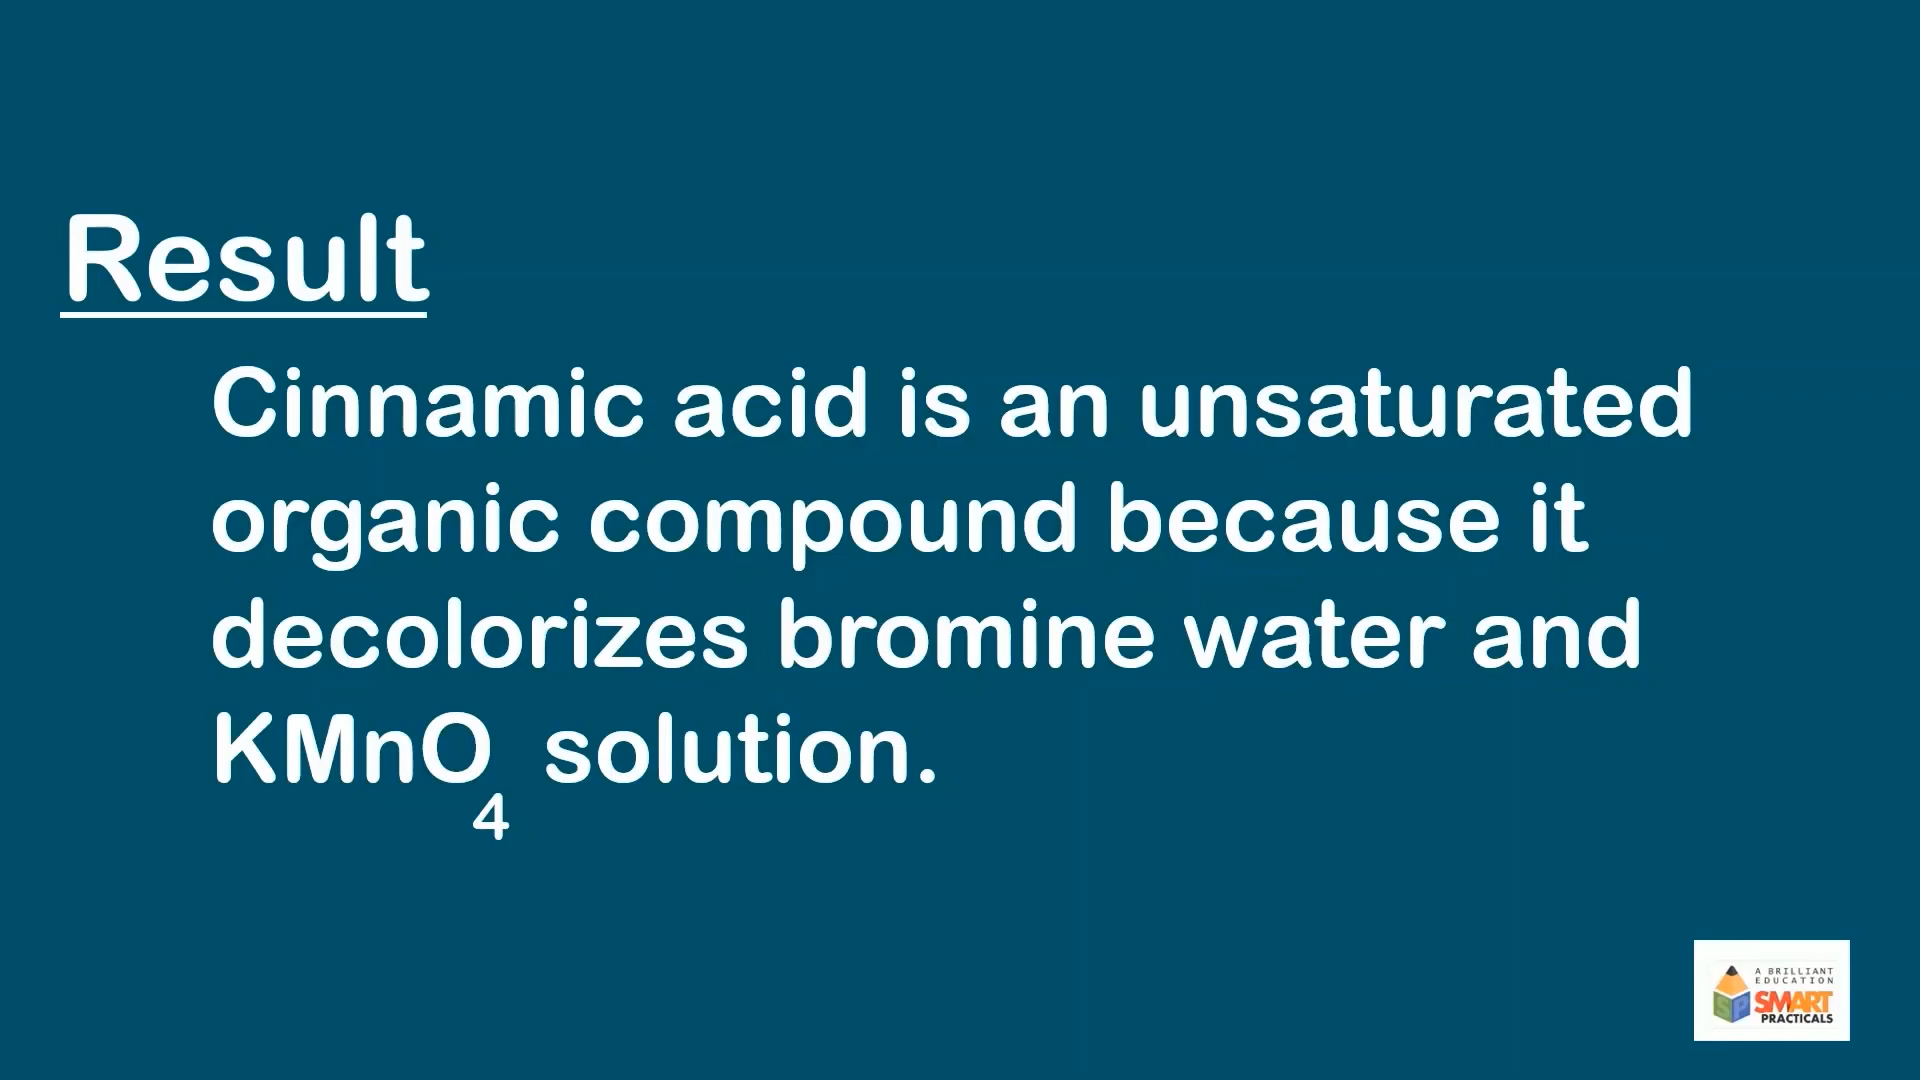 Result
Cinnamic acid is an unsaturated
organic compound because it
decolorizes bromine water and
KMnO4 solution.
A BRILLIANT
EDUCATION
SP
SMART
PRACTICALS